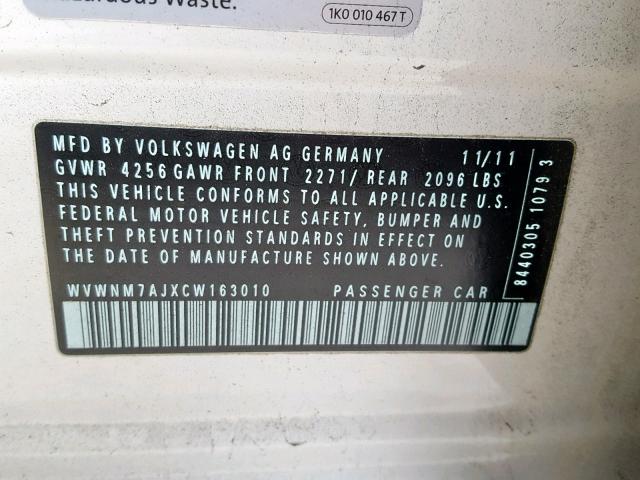 Waste.
1K0 010 467 T
MFD BY VOLKSWAGEN AG GERMANY 11/11
GVWR 4256 GAWR FRONT 2271/ REAR 2096 LBS
THIS VEHICLE CONFORMS TO ALL APPLICABLE U.S.
FEDERAL MOTOR VEHICLE SAFETY, BUMPER AND
THEFT PREVENTION STANDARDS IN EFFECT ON
THE DATE OF MANUFACTURE SHOWN ABOVE.
WVWNM7AJXCW163010 PASSENGER CAR
8440305 1079 3